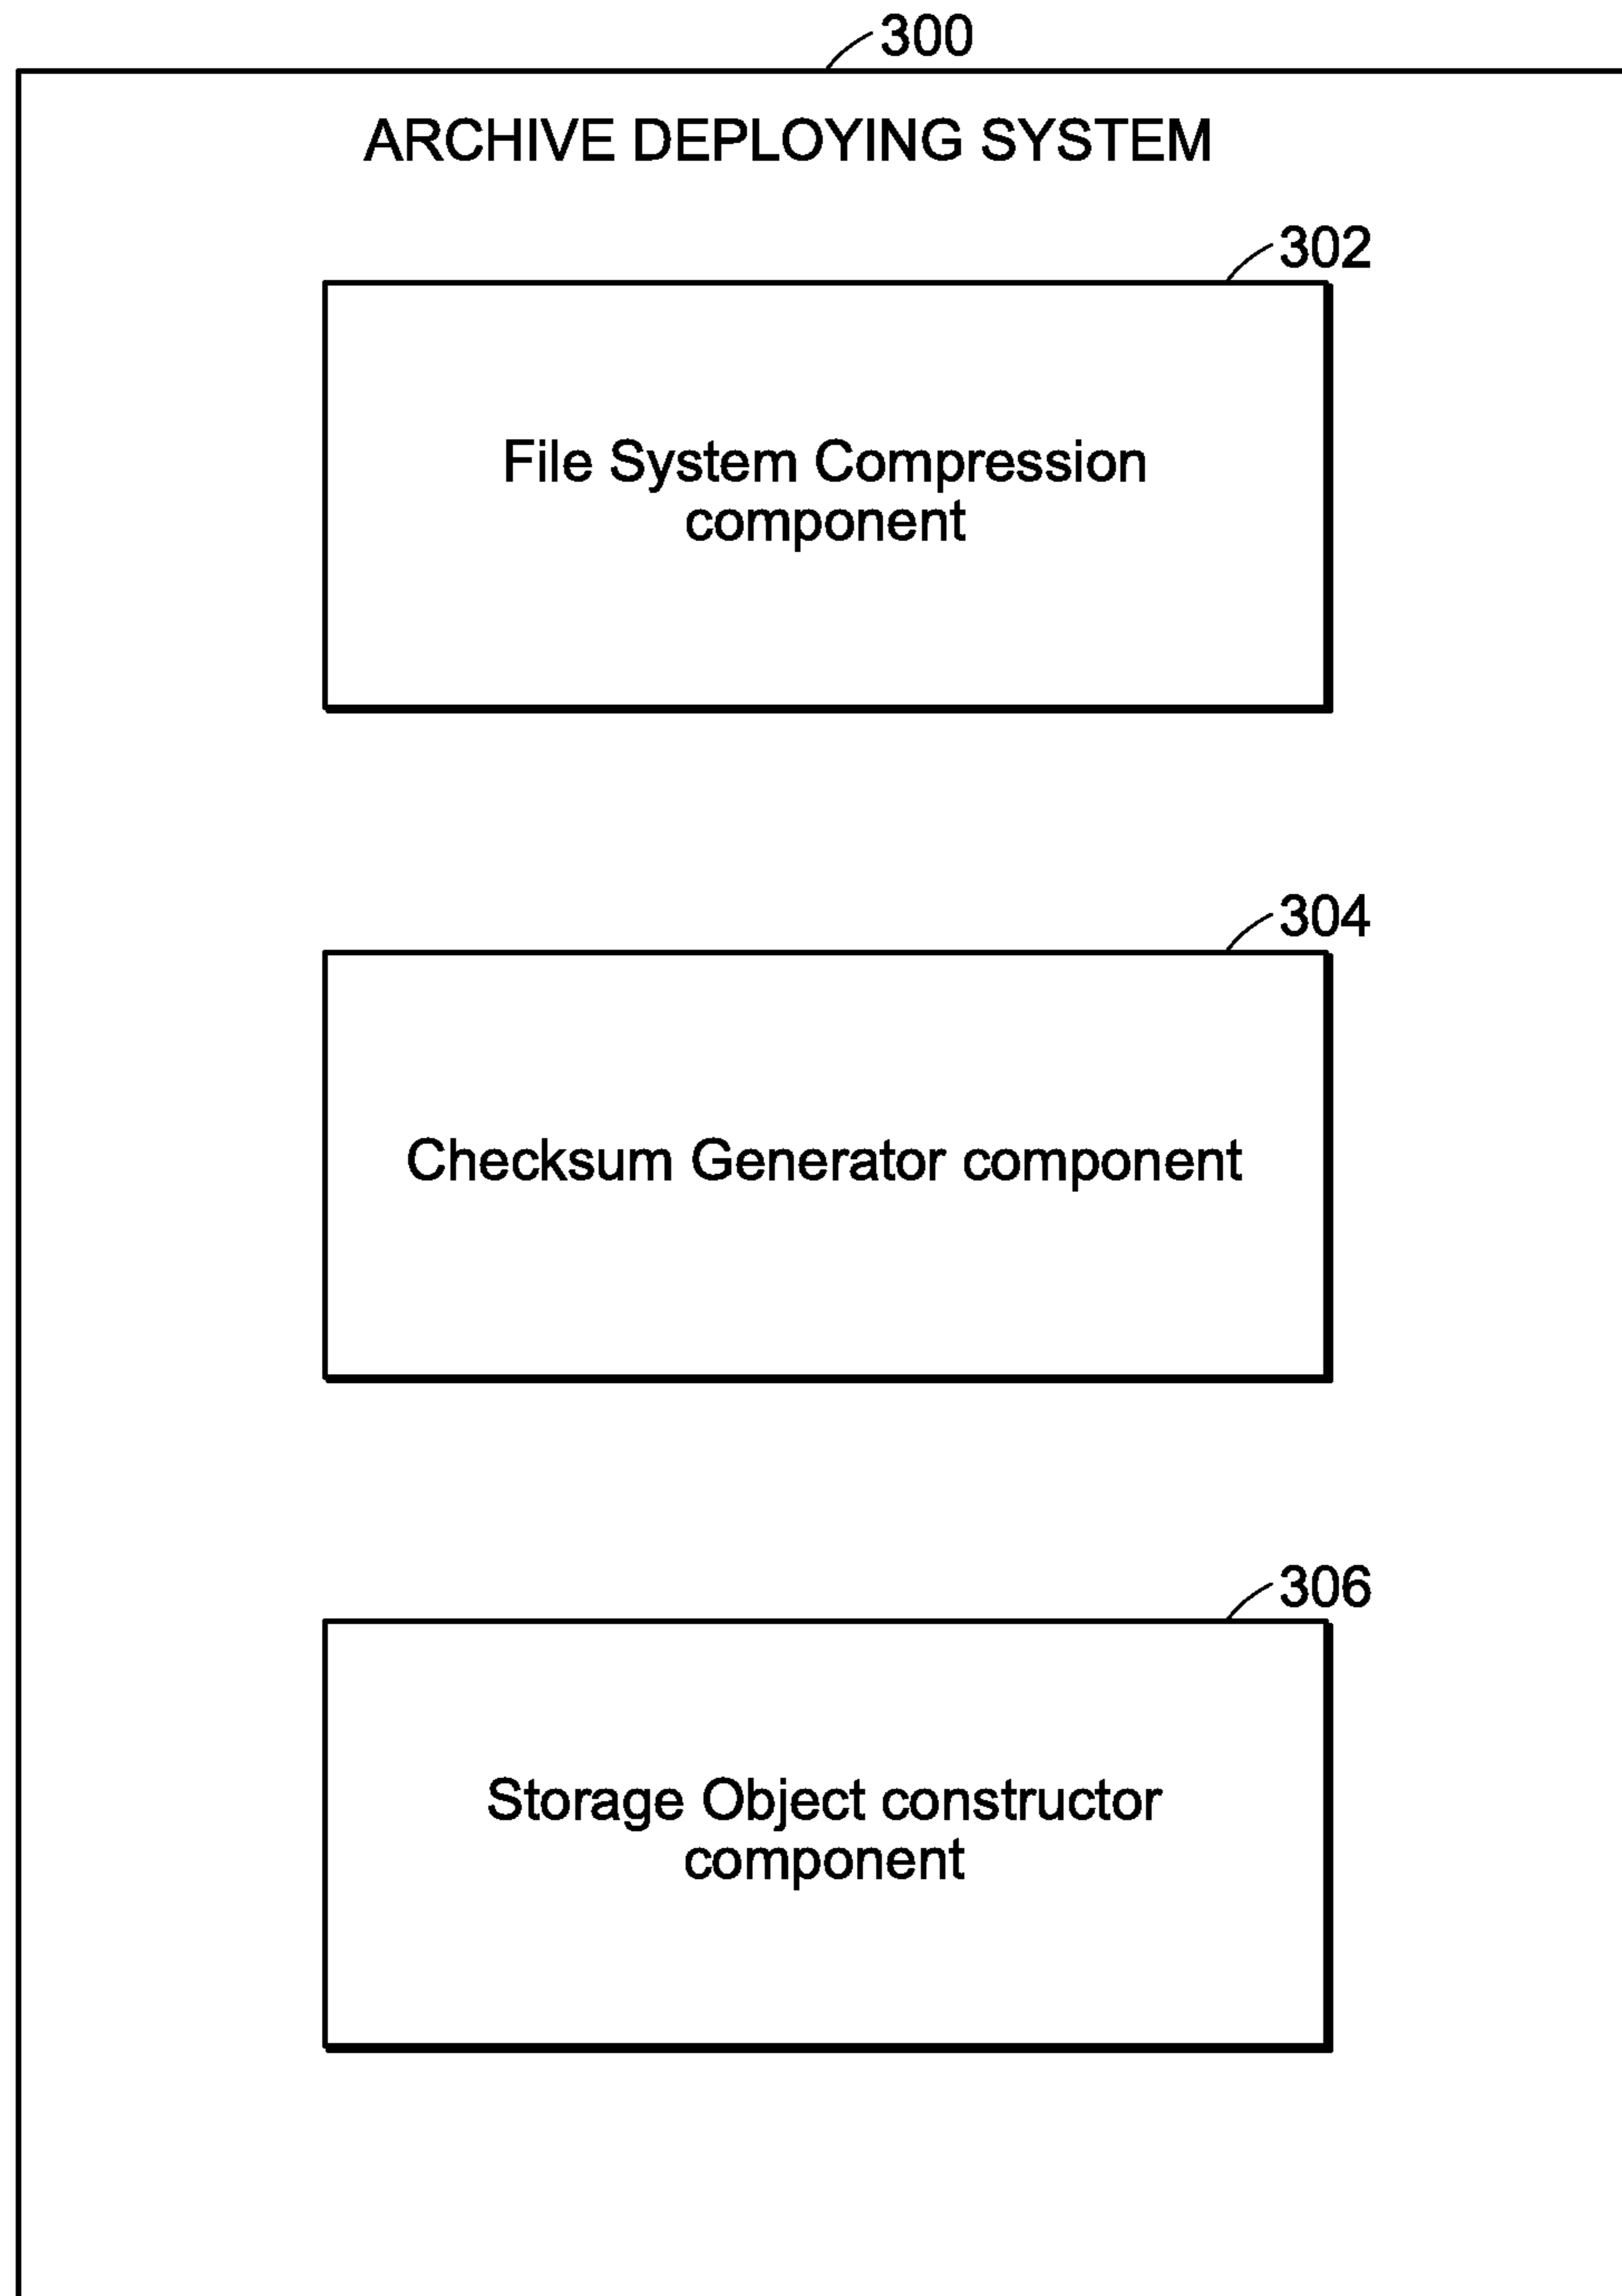 300
ARCHIVE DEPLOYING SYSTEM
302
File System Compression
component
304
Checksum Generator component
306
Storage Object constructor
component